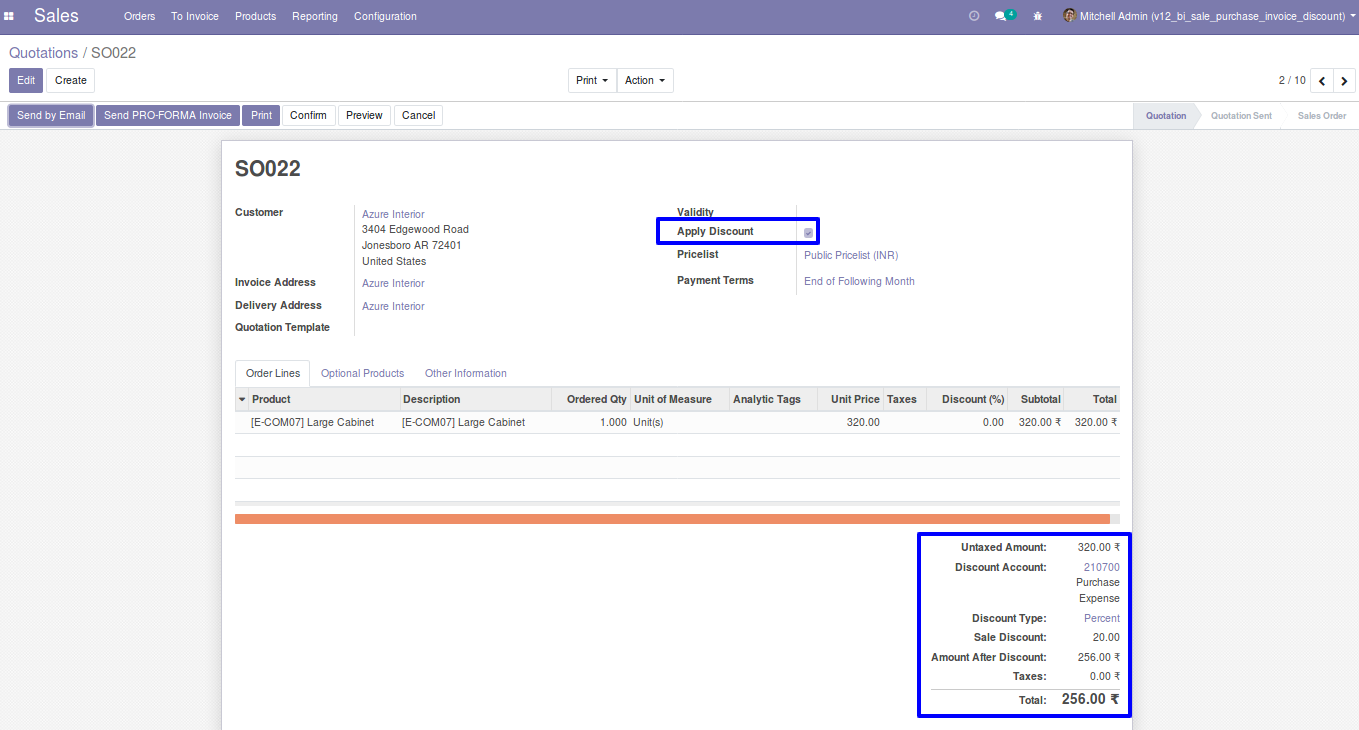 Sales Orders To Invoice Products Reporting Configuration 4 Mitchell Admin (v12_bi_sale_purchase_invoice_discount)
Quotations / SO022
Edit Create Print Action 2 / 10
Send by Email Send PRO-FORMA Invoice Print Confirm Preview Cancel Quotation Quotation Sent Sales Order
SO022
Customer
Azure Interior
3404 Edgewood Road
Jonesboro AR 72401
United States
Invoice Address Azure Interior
Delivery Address Azure Interior
Quotation Template
Validity
Apply Discount
Pricelist Public Pricelist (INR)
Payment Terms End of Following Month
Order Lines Optional Products Other Information
Product Description Ordered Qty Unit of Measure Analytic Tags Unit Price Taxes Discount (%) Subtotal Total
[E-COM07] Large Cabinet [E-COM07] Large Cabinet 1.000 Unit(s) 320.00 0.00 320.00 ₹ 320.00 ₹
Untaxed Amount: 320.00 ₹
Discount Account: 210700
Purchase
Expense
Discount Type: Percent
Sale Discount: 20.00
Amount After Discount: 256.00 ₹
Taxes: 0.00 ₹
Total: 256.00 ₹